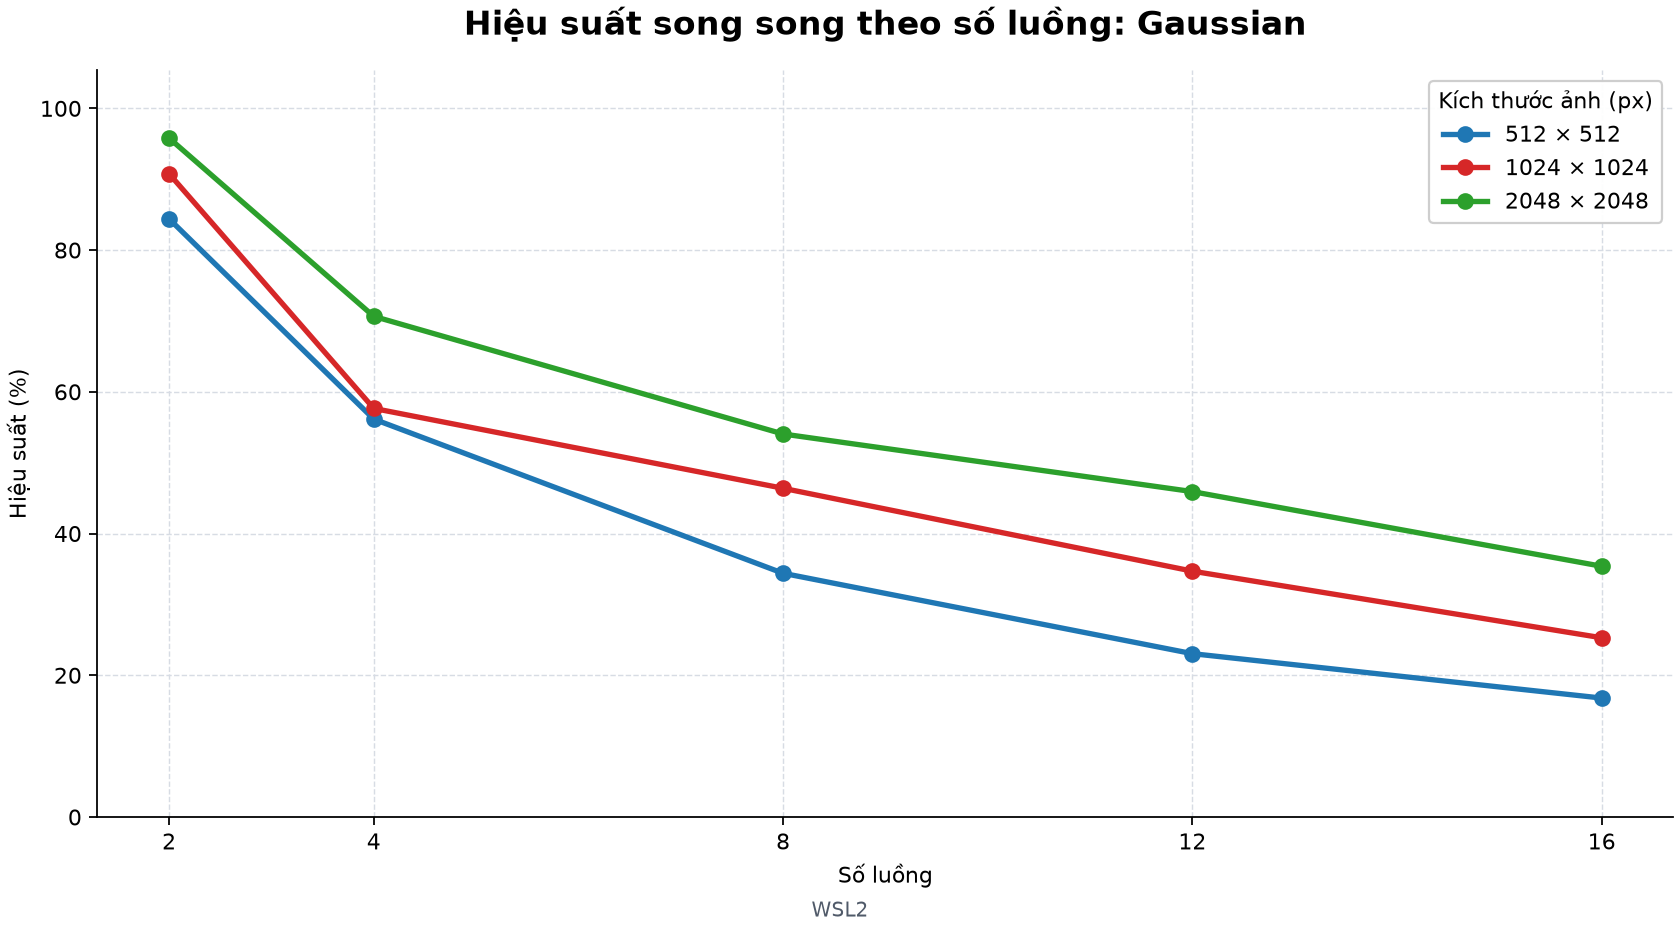 Hiệu suất song song theo số luồng: Gaussian
Kích thước ảnh (px)
512 × 512
1024 × 1024
2048 × 2048
Hiệu suất (%)
100
80
60
40
20
0
2 4 8 12 16
Số luồng
WSL2